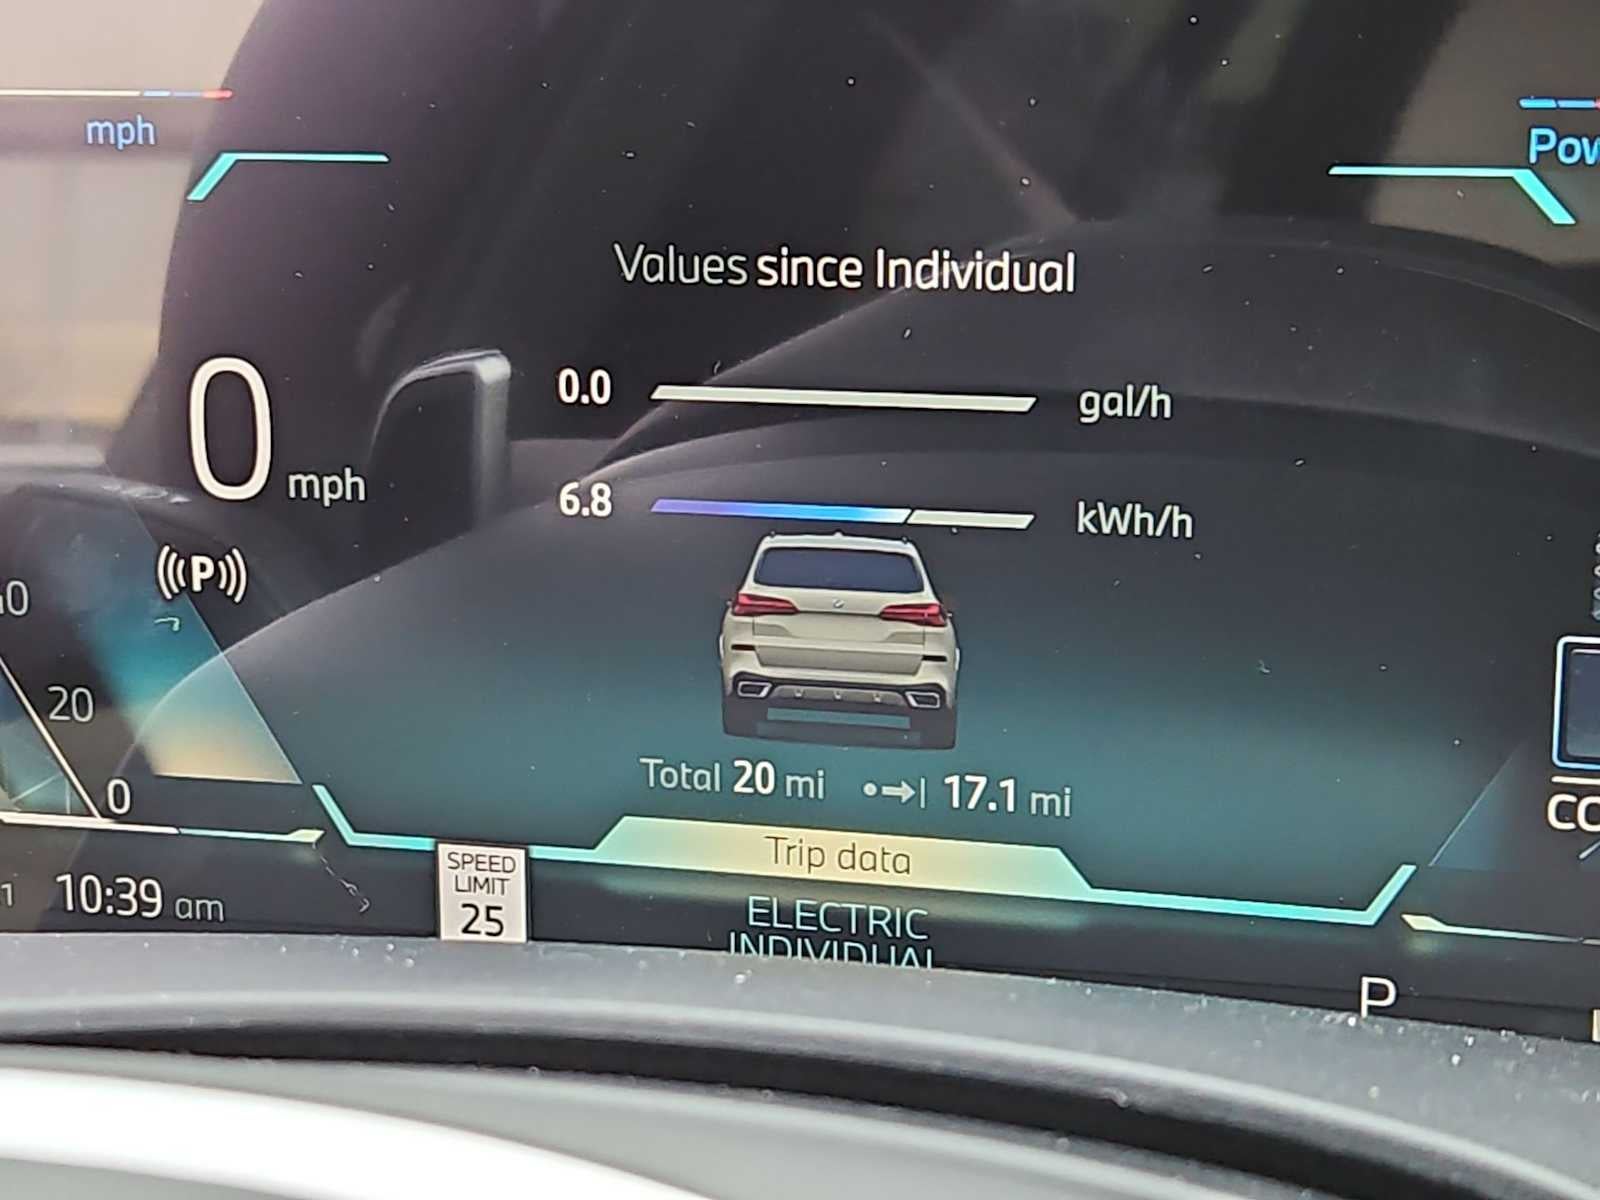 mph
Pow
Values since Individual
0.0 gal/h
0 mph
6.8 kWh/h
((( P )))
20
0
Total 20 mi 17.1 mi
Trip data
10:39 am
SPEED
LIMIT
25
ELECTRIC
INDIVIDUAL
P